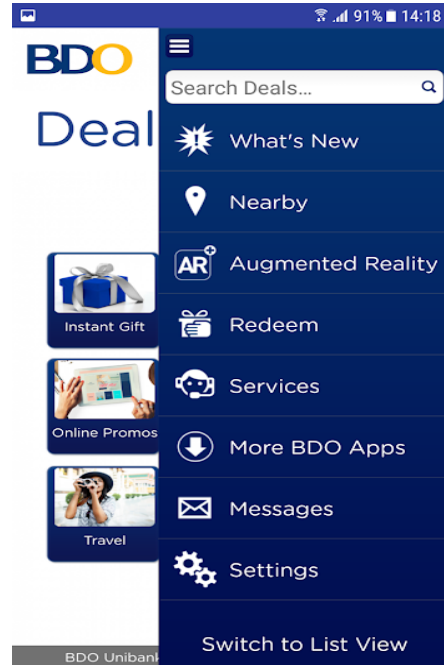 91% 14:18
BDO
Deal
Search Deals...
What's New
Nearby
AR
Augmented Reality
Redeem
Services
More BDO Apps
Messages
Settings
Switch to List View
Instant Gift
Online Promos
Travel
BDO Unibank